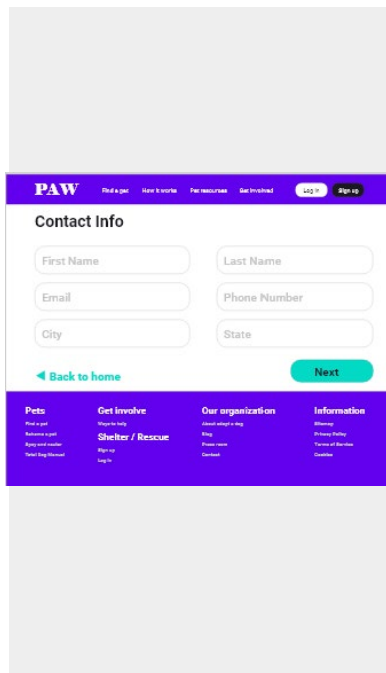 PAW Find a pet How it works Pet resources Get involved Log in Sign up
Contact Info
First Name Last Name
Email Phone Number
City State
◀ Back to home Next
Pets Get involve Our organization Information
Find a pet Ways to help About adopt a dog Sitemap
Rehome a pet Shelter / Rescue Blog Privacy Policy
Spay and neuter Sign up Press room Terms of Service
Total Dog Manual Log in Contact Cookies